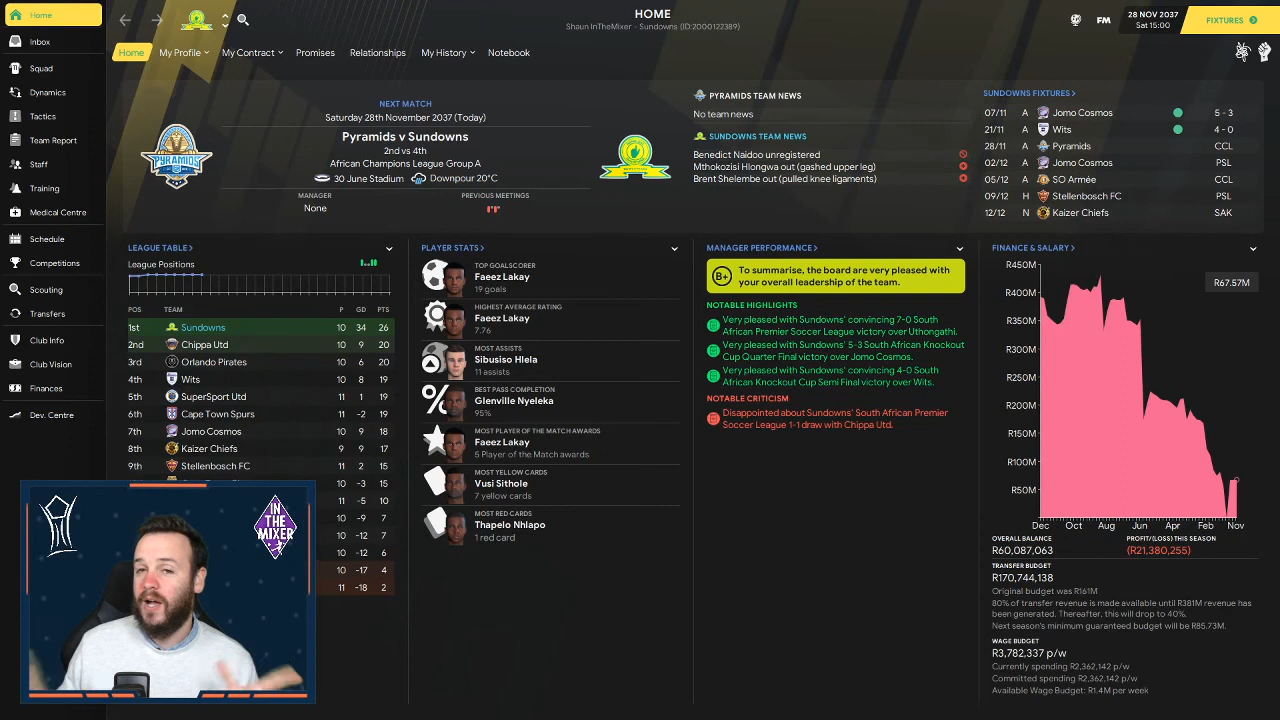 Home
Inbox
Squad
Dynamics
Tactics
Team Report
Staff
Training
Medical Centre
Schedule
Competitions
Scouting
Transfers
Club Info
Club Vision
Finances
Dev. Centre
HOME
Shaun InTheMixer - Sundowns (ID:2000122389)
FM
28 NOV 2037
Sat 15:00
FIXTURES
Home
My Profile
My Contract
Promises
Relationships
My History
Notebook
NEXT MATCH
Saturday 28th November 2037 (Today)
Pyramids v Sundowns
2nd vs 4th
African Champions League Group A
30 June Stadium
Downpour 20°C
MANAGER
None
PREVIOUS MEETINGS
PYRAMIDS
PYRAMIDS TEAM NEWS
No team news
SUNDOWNS TEAM NEWS
Benedict Naidoo unregistered
Mthokozisi Hlongwa out (gashed upper leg)
Brent Shelembe out (pulled knee ligaments)
SUNDOWNS FIXTURES >
07/11 A Jomo Cosmos 5 - 3
21/11 A Wits 4 - 0
28/11 A Pyramids CCL
02/12 A Jomo Cosmos PSL
05/12 A SO Armée CCL
09/12 H Stellenbosch FC PSL
12/12 N Kaizer Chiefs SAK
LEAGUE TABLE >
League Positions
POS TEAM P GD PTS
1st Sundowns 10 34 26
2nd Chippa Utd 10 9 20
3rd Orlando Pirates 10 6 20
4th Wits 10 8 19
5th SuperSport Utd 10 9 19
6th Cape Town Spurs 11 -2 19
7th Jomo Cosmos 10 9 18
8th Kaizer Chiefs 9 9 17
9th Stellenbosch FC 11 2 15
10 -3 15
11 -5 10
10 -9 7
10 -12 7
10 -12 6
10 -17 4
11 -18 2
PLAYER STATS >
TOP GOALSCORER
Faeez Lakay
19 goals
HIGHEST AVERAGE RATING
Faeez Lakay
7.76
MOST ASSISTS
Sibusiso Hlela
11 assists
BEST PASS COMPLETION
Glenville Nyeleka
95%
MOST PLAYER OF THE MATCH AWARDS
Faeez Lakay
5 Player of the Match awards
MOST YELLOW CARDS
Vusi Sithole
7 yellow cards
MOST RED CARDS
Thapelo Nhlapo
1 red card
MANAGER PERFORMANCE >
B+
To summarise, the board are very pleased with
your overall leadership of the team.
NOTABLE HIGHLIGHTS
Very pleased with Sundowns' convincing 7-0 South
African Premier Soccer League victory over Uthongathi.
Very pleased with Sundowns' 5-3 South African Knockout
Cup Quarter Final victory over Jomo Cosmos.
Very pleased with Sundowns' convincing 4-0 South
African Knockout Cup Semi Final victory over Wits.
NOTABLE CRITICISM
Disappointed about Sundowns' South African Premier
Soccer League 1-1 draw with Chippa Utd.
FINANCE & SALARY >
R450M
R400M
R350M
R300M
R250M
R200M
R150M
R100M
R50M
R67.57M
Dec Oct Aug Jun Apr Feb Nov
OVERALL BALANCE
R60,087,063
PROFIT/(LOSS) THIS SEASON
(R21,380,255)
TRANSFER BUDGET
R170,744,138
Original budget was R161M
80% of transfer revenue is made available until R381M revenue has
been generated. Thereafter, this will drop to 40%.
Next season's minimum guaranteed budget will be R85.73M.
WAGE BUDGET
R3,782,337 p/w
Currently spending R2,362,142 p/w
Committed spending R2,362,142 p/w
Available Wage Budget: R1.4M per week
IN
THE
MIXER